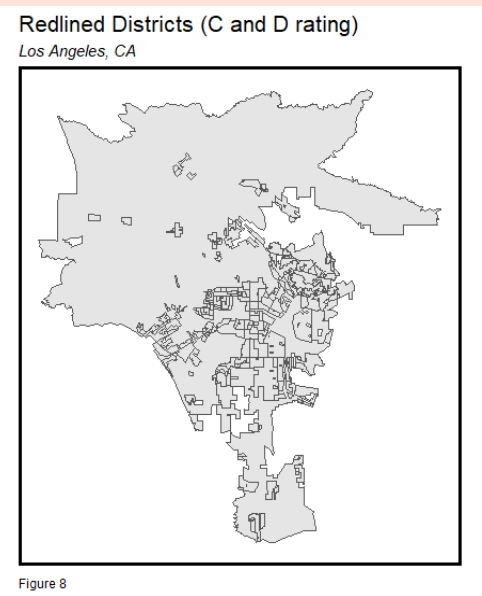 Redlined Districts (C and D rating)
Los Angeles, CA
Figure 8